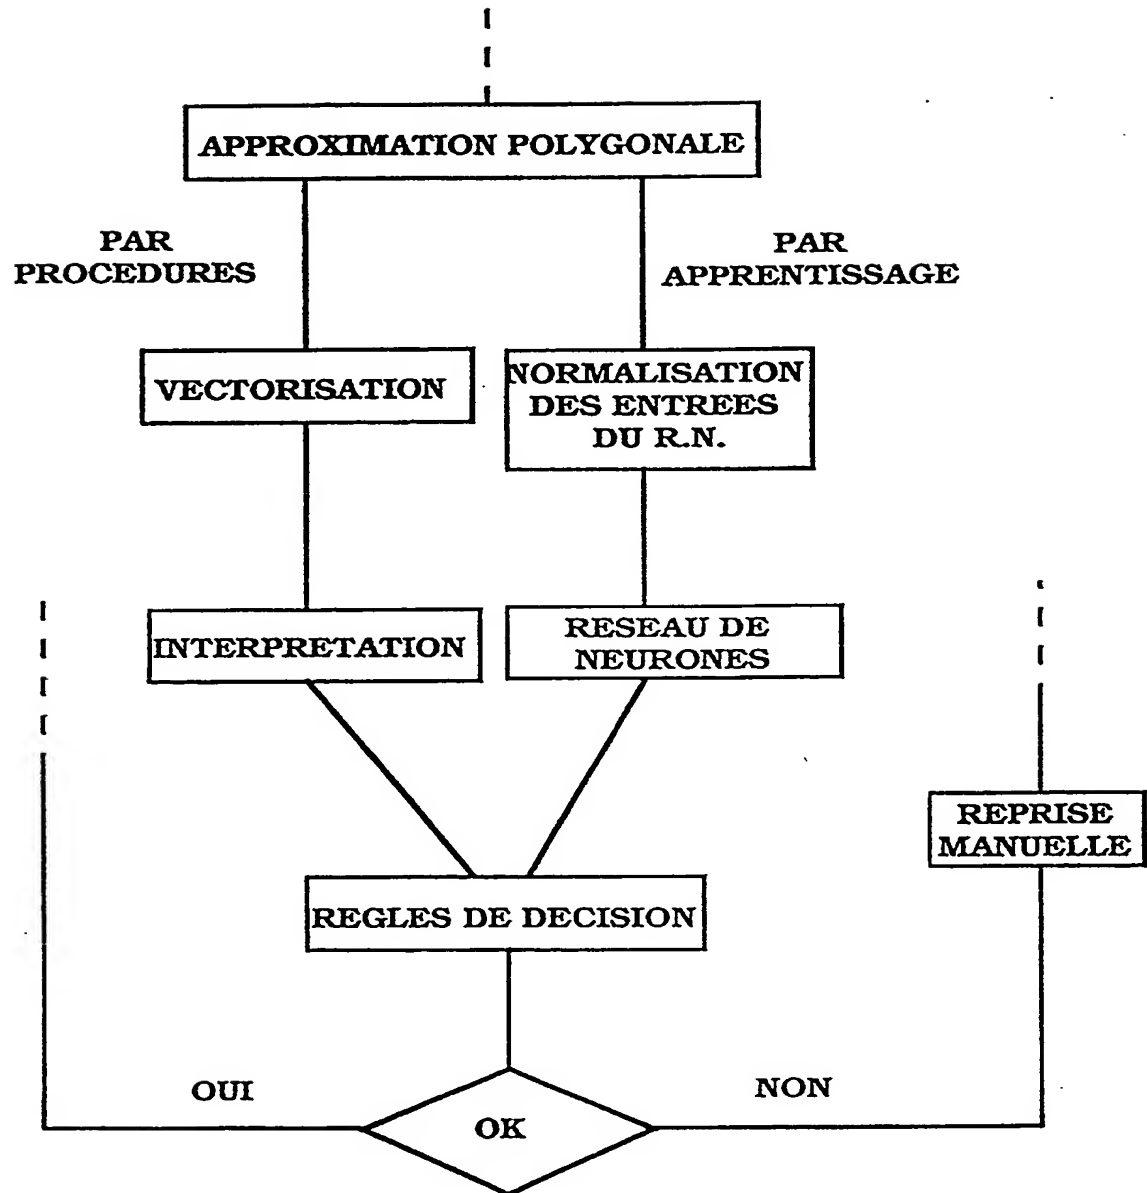 APPROXIMATION POLYGONALE
PAR
PROCEDURES
PAR
APPRENTISSAGE
VECTORISATION
NORMALISATION
DES ENTREES
DU R.N.
INTERPRETATION
RESEAU DE
NEURONES
REPRISE
MANUELLE
REGLES DE DECISION
OUI
OK
NON